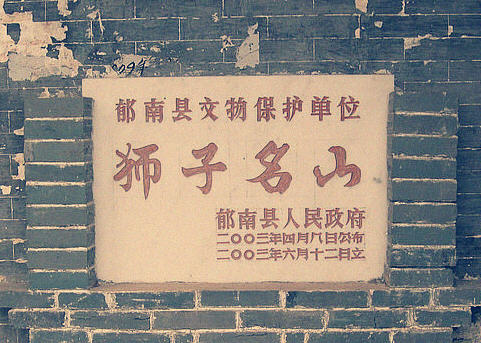 郁南县文物保护单位
狮子名山
郁南县人民政府
二〇〇三年四月八日公布
二〇〇三年六月十二日立